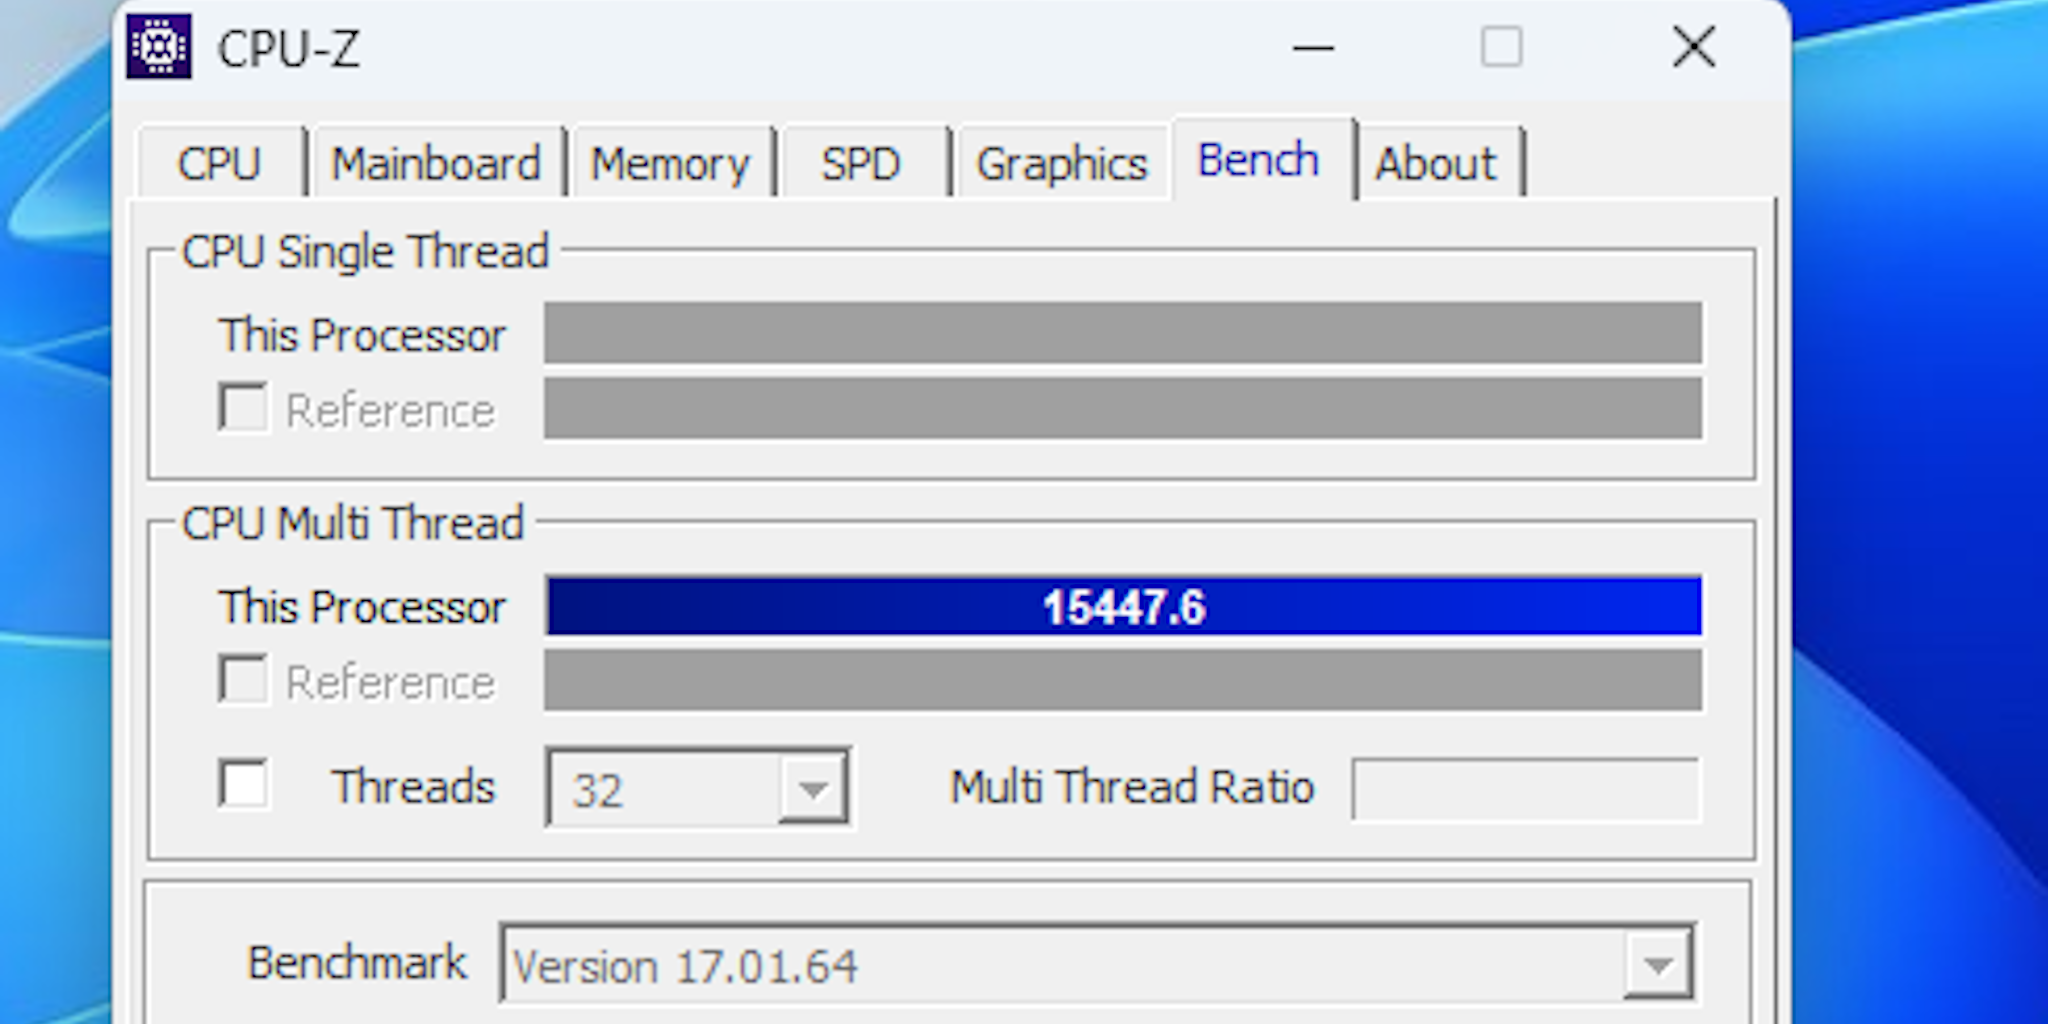 CPU-Z
CPU Mainboard Memory SPD Graphics Bench About
CPU Single Thread
This Processor
Reference
CPU Multi Thread
This Processor 15447.6
Reference
Threads 32 Multi Thread Ratio
Benchmark Version 17.01.64